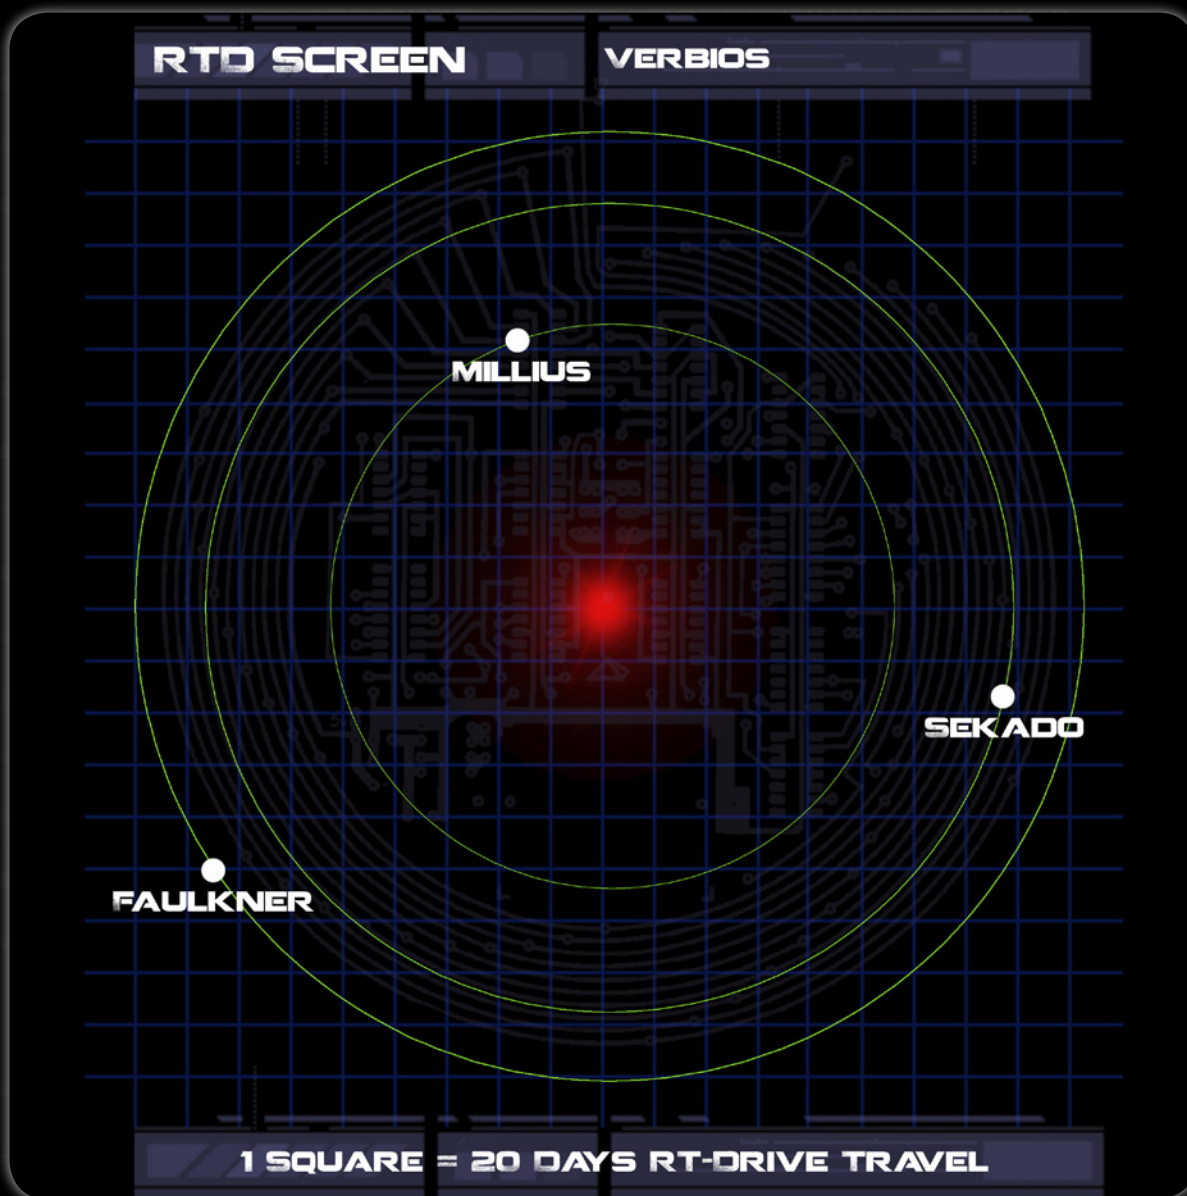 RTD SCREEN
VERBIOS
MILLIUS
SEKADO
FAULKNER
1 SQUARE = 20 DAYS RT-DRIVE TRAVEL